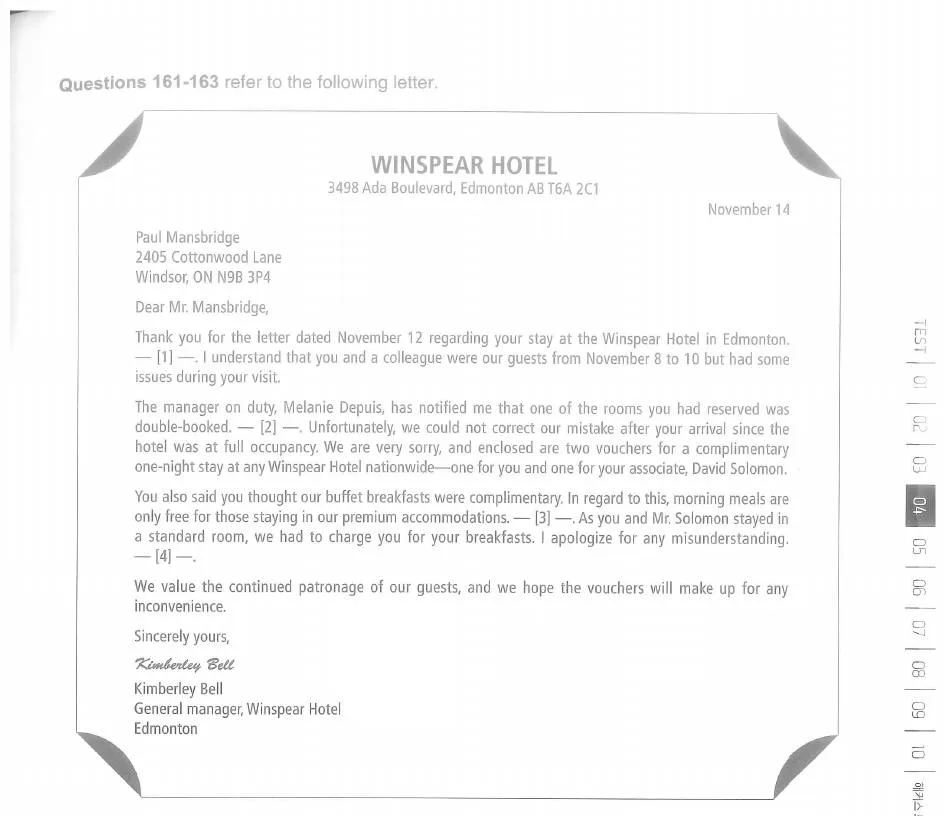 Questions 161-163 refer to the following letter.
WINSPEAR HOTEL
3498 Ada Boulevard, Edmonton AB T6A 2C1
November 14
Paul Mansbridge
2405 Cottonwood Lane
Windsor, ON N9B 3P4
Dear Mr. Mansbridge,
Thank you for the letter dated November 12 regarding your stay at the Winspear Hotel in Edmonton.
— [1] —. I understand that you and a colleague were our guests from November 8 to 10 but had some
issues during your visit.
The manager on duty, Melanie Depuis, has notified me that one of the rooms you had reserved was
double-booked. — [2] —. Unfortunately, we could not correct our mistake after your arrival since the
hotel was at full occupancy. We are very sorry, and enclosed are two vouchers for a complimentary
one-night stay at any Winspear Hotel nationwide—one for you and one for your associate, David Solomon.
You also said you thought our buffet breakfasts were complimentary. In regard to this, morning meals are
only free for those staying in our premium accommodations. — [3] —. As you and Mr. Solomon stayed in
a standard room, we had to charge you for your breakfasts. I apologize for any misunderstanding.
— [4] —.
We value the continued patronage of our guests, and we hope the vouchers will make up for any
inconvenience.
Sincerely yours,
Kimberley Bell
Kimberley Bell
General manager, Winspear Hotel
Edmonton
TEST
01
02
03
04
05
06
07
08
09
10